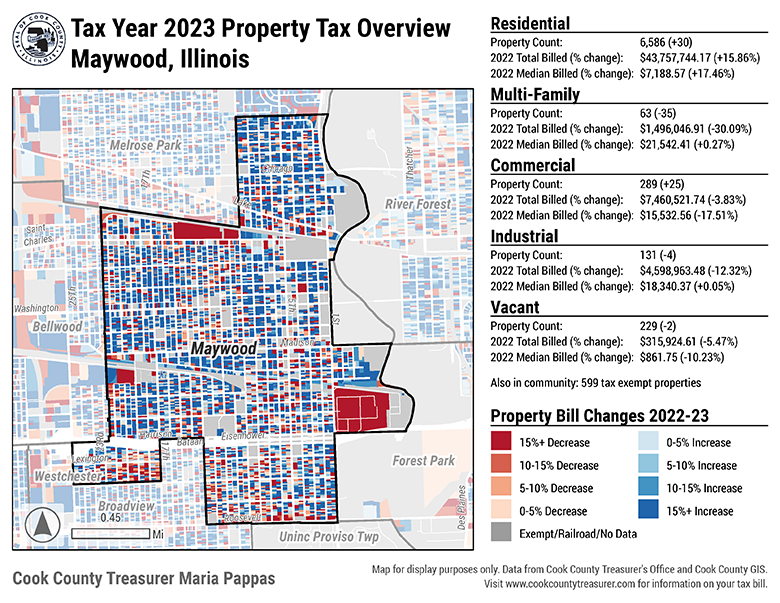 SEAL OF COOK COUNTY
ILLINOIS
Tax Year 2023 Property Tax Overview
Maywood, Illinois
Residential
Property Count: 6,586 (+30)
2022 Total Billed (% change): $43,757,744.17 (+15.86%)
2022 Median Billed (% change): $7,188.57 (+17.46%)
Multi-Family
Property Count: 63 (-35)
2022 Total Billed (% change): $1,496,046.91 (-30.09%)
2022 Median Billed (% change): $21,542.41 (+0.27%)
Commercial
Property Count: 289 (+25)
2022 Total Billed (% change): $7,460,521.74 (-3.83%)
2022 Median Billed (% change): $15,532.56 (-17.51%)
Industrial
Property Count: 131 (-4)
2022 Total Billed (% change): $4,598,963.48 (-12.32%)
2022 Median Billed (% change): $18,340.37 (+0.05%)
Vacant
Property Count: 229 (-2)
2022 Total Billed (% change): $315,924.61 (-5.47%)
2022 Median Billed (% change): $861.75 (-10.23%)
Also in community: 599 tax exempt properties
Property Bill Changes 2022-23
15%+ Decrease
10-15% Decrease
5-10% Decrease
0-5% Decrease
Exempt/Railroad/No Data
0-5% Increase
5-10% Increase
10-15% Increase
15%+ Increase
Melrose Park
17th
Chicago
Lake
Thatcher
River Forest
Saint
Charles
25th
Washington
Bellwood
5th
1st
Maywood
Madison
Harrison
Bataan
Eisenhower
17th
Lexington
Westchester
Broadview
Forest Park
Des Plaines
Roosevelt
0.45
Mi
Uninc Proviso Twp
Cook County Treasurer Maria Pappas
Map for display purposes only. Data from Cook County Treasurer's Office and Cook County GIS.
Visit www.cookcountytreasurer.com for information on your tax bill.